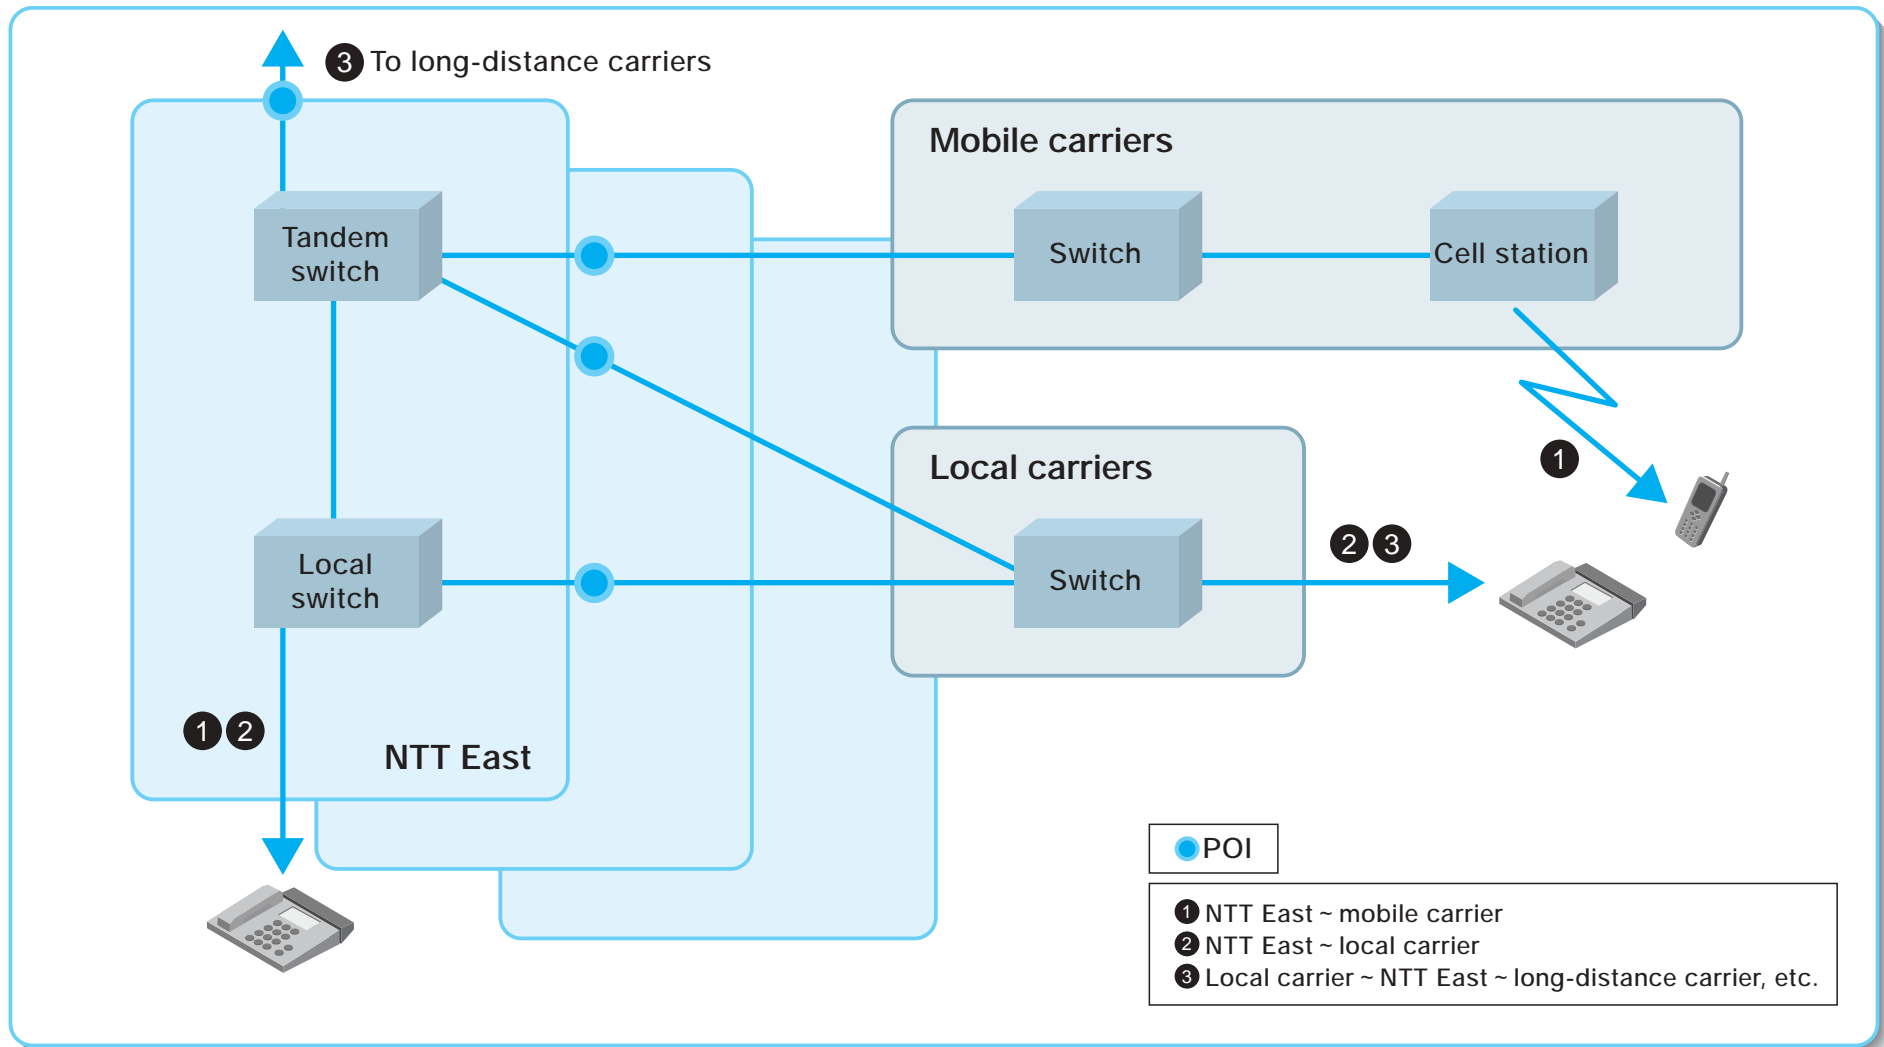 3 To long-distance carriers
Mobile carriers
Tandem
switch
Switch
Cell station
Local carriers
1
2 3
Local
switch
Switch
1 2
NTT East
POI
1 NTT East ~ mobile carrier
2 NTT East ~ local carrier
3 Local carrier ~ NTT East ~ long-distance carrier, etc.